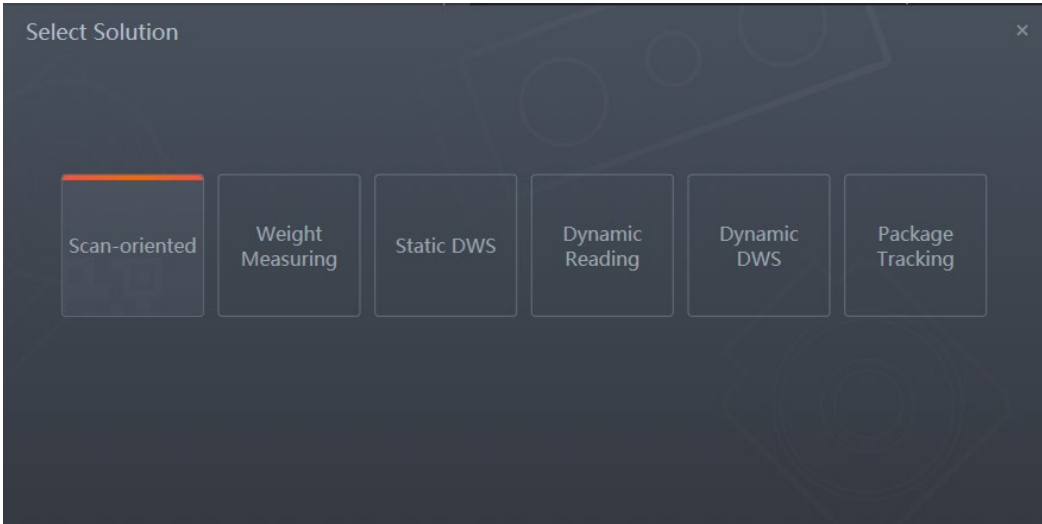 Select Solution
Scan-oriented
Weight
Measuring
Static DWS
Dynamic
Reading
Dynamic
DWS
Package
Tracking